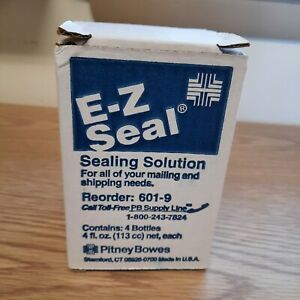 E-Z
Seal®
Sealing Solution
For all of your mailing and
shipping needs.
Reorder: 601-9
Call Toll-Free PB Supply Line
1-800-243-7824
Contains: 4 Bottles
4 fl. oz. (113 cc) net, each
Pitney Bowes
Stamford, CT 06926-0700 Made in U.S.A.